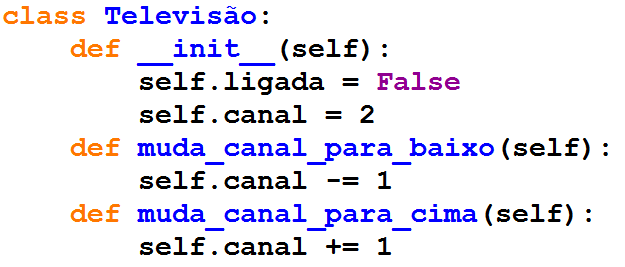 class Televisão:
    def __init__(self):
        self.ligada = False
        self.canal = 2
    def muda_canal_para_baixo(self):
        self.canal -= 1
    def muda_canal_para_cima(self):
        self.canal += 1